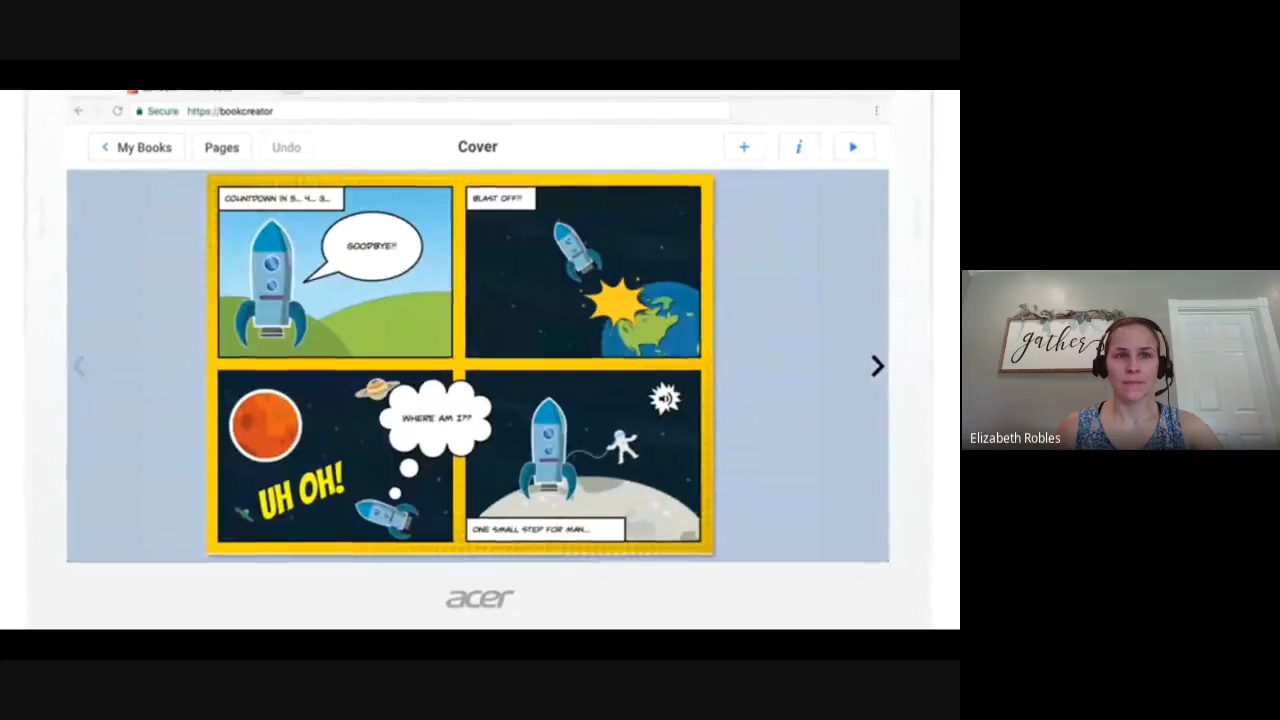 Secure https://bookcreator
My Books Pages Undo Cover + i
COUNTDOWN IN 5... 4... 3...
GOODBYE!!
BLAST OFF!!
WHERE AM I??
UH OH!
ONE SMALL STEP FOR MAN...
acer
gather
Elizabeth Robles